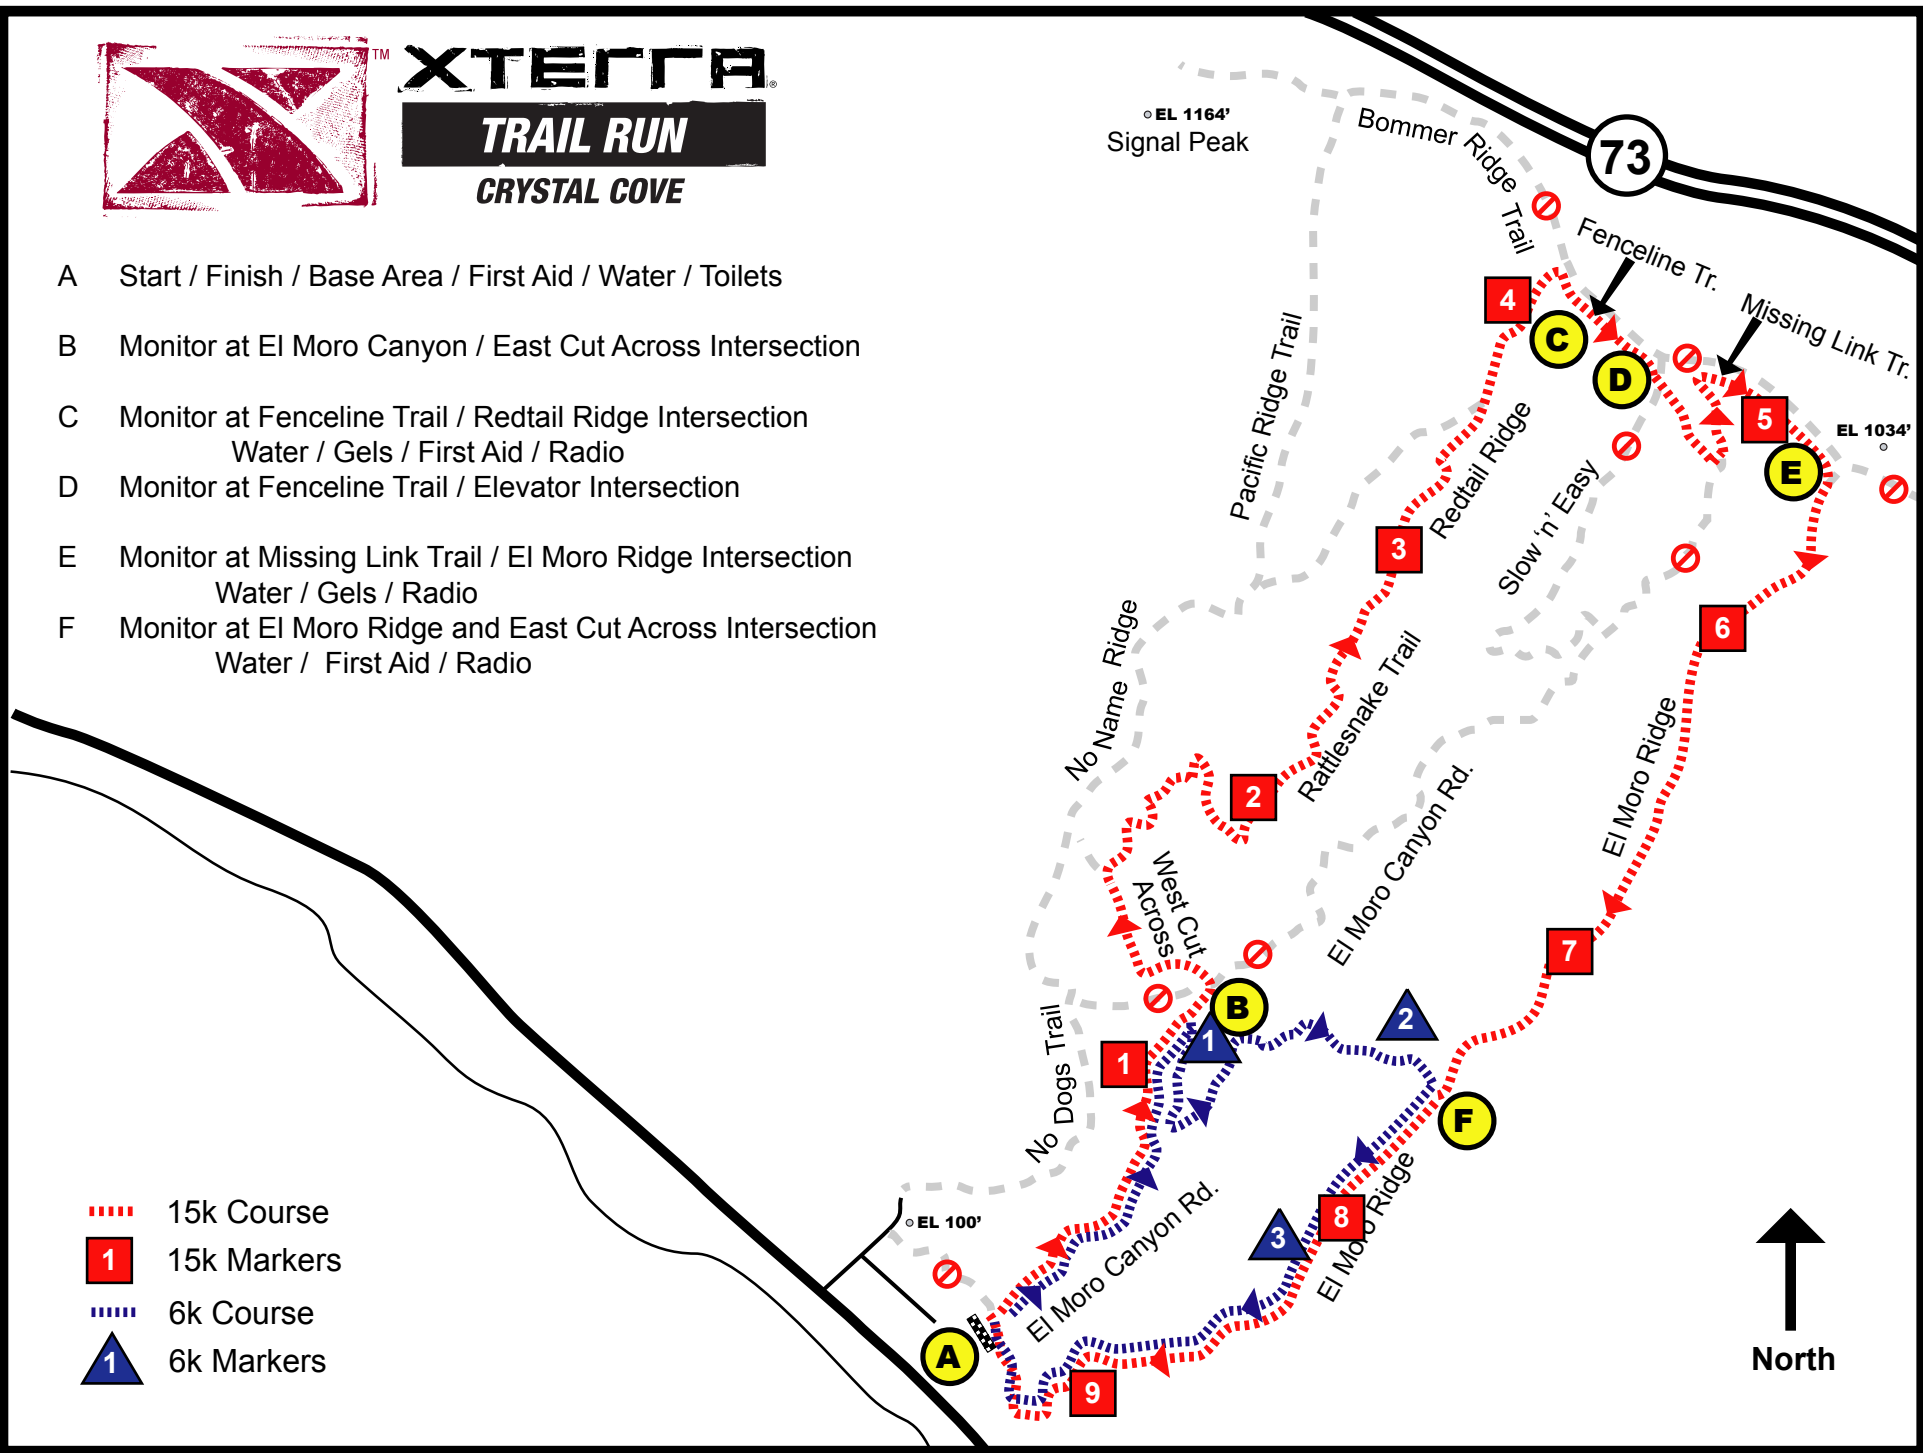 TM
XTERRA®
TRAIL RUN
CRYSTAL COVE
A Start / Finish / Base Area / First Aid / Water / Toilets
B Monitor at El Moro Canyon / East Cut Across Intersection
C Monitor at Fenceline Trail / Redtail Ridge Intersection
Water / Gels / First Aid / Radio
D Monitor at Fenceline Trail / Elevator Intersection
E Monitor at Missing Link Trail / El Moro Ridge Intersection
Water / Gels / Radio
F Monitor at El Moro Ridge and East Cut Across Intersection
Water / First Aid / Radio
EL 1164'
Signal Peak
Bommer Ridge Trail
73
Fenceline Tr.
Missing Link Tr.
4
C
D
5
E
EL 1034'
Pacific Ridge Trail
Redtail Ridge
3
Slow 'n' Easy
6
No Name Ridge
Rattlesnake Trail
2
El Moro Ridge
El Moro Canyon Rd.
West Cut
Across
7
B
1
2
1
No Dogs Trail
F
El Moro Canyon Rd.
8
3
El Moro Ridge
EL 100'
A
9
15k Course
1 15k Markers
6k Course
1 6k Markers
North